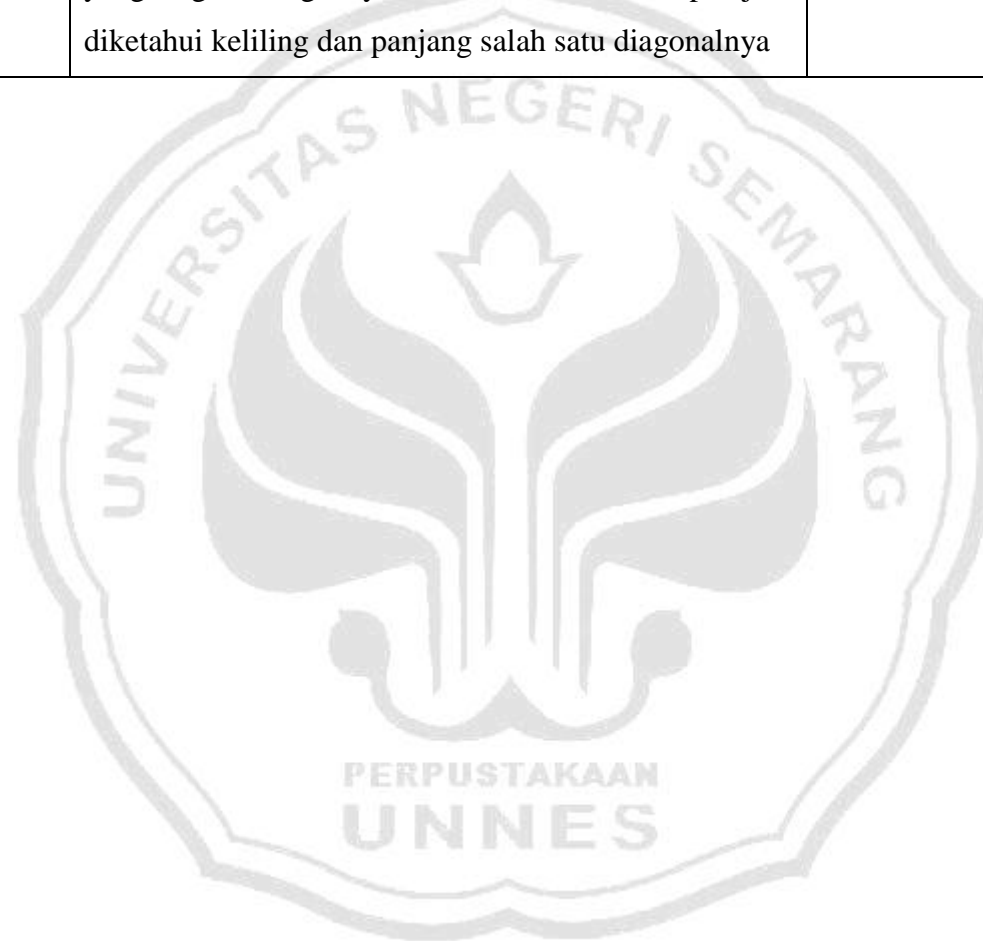 diketahui keliling dan panjang salah satu diagonalnya
UNIVERSITAS NEGERI SEMARANG
PERPUSTAKAAN
UNNES